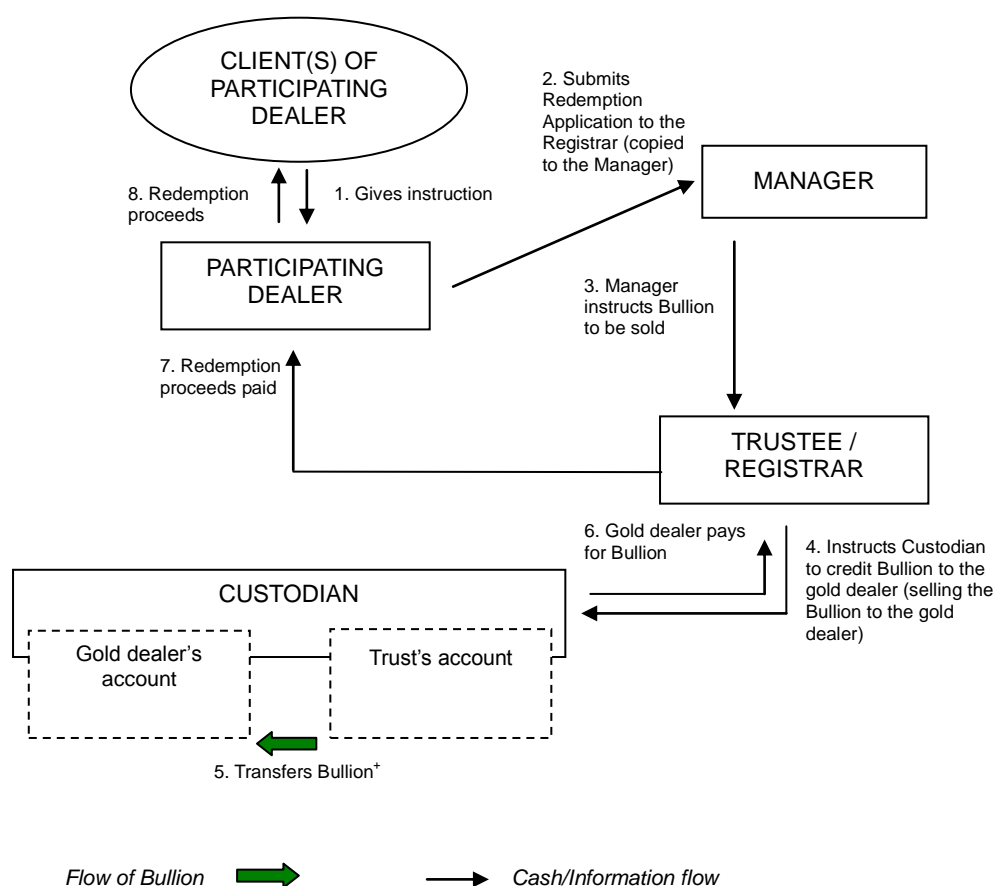 CLIENT(S) OF
PARTICIPATING
DEALER
2. Submits
Redemption
Application to the
Registrar (copied
to the Manager)
MANAGER
8. Redemption
proceeds
1. Gives instruction
PARTICIPATING
DEALER
3. Manager
instructs Bullion
to be sold
7. Redemption
proceeds paid
TRUSTEE /
REGISTRAR
6. Gold dealer pays
for Bullion
4. Instructs Custodian
to credit Bullion to the
gold dealer (selling the
Bullion to the gold
dealer)
CUSTODIAN
Gold dealer's
account
Trust's account
5. Transfers Bullion+
Flow of Bullion
Cash/Information flow